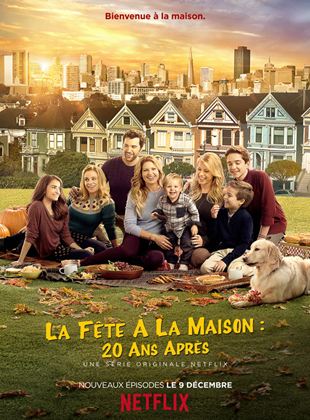 Bienvenue à la maison.
LA FÊTE A LA MAISON :
20 ANS APRÈS
UNE SÉRIE ORIGINALE NETFLIX
NOUVEAUX ÉPISODES LE 9 DÉCEMBRE
NETFLIX